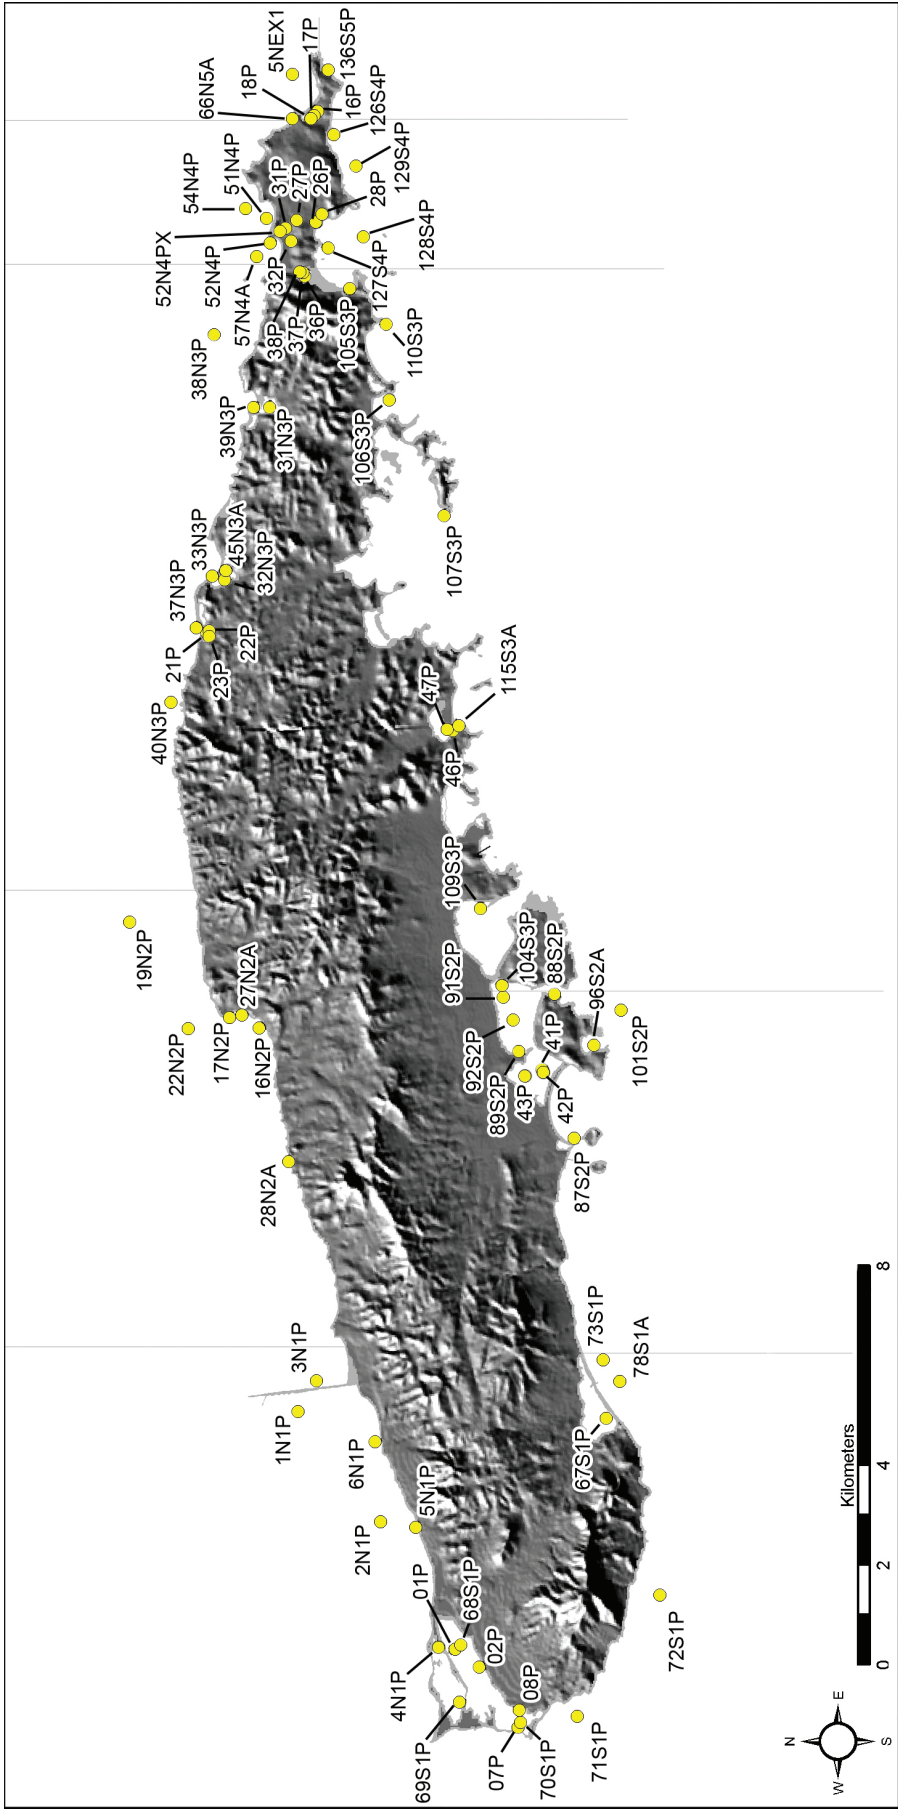 5NEX1
17P
18P
66N5A
136S5P
16P
126S4P
129S4P
54N4P
51N4P
31P
27P
26P
28P
128S4P
52N4PX
52N4P
32P
127S4P
57N4A
38P
37P
36P
105S3P
110S3P
38N3P
39N3P
31N3P
106S3P
107S3P
33N3P
45N3A
32N3P
37N3P
21P
22P
23P
40N3P
47P
46P
115S3A
109S3P
19N2P
104S3P
91S2P
88S2P
96S2A
27N2A
17N2P
22N2P
16N2P
92S2P
41P
101S2P
89S2P
43P
42P
87S2P
28N2A
3N1P
1N1P
73S1P
78S1A
67S1P
6N1P
5N1P
2N1P
01P
68S1P
02P
4N1P
72S1P
08P
69S1P
07P
70S1P
71S1P
Kilometers
0 2 4 8
N
W E
S